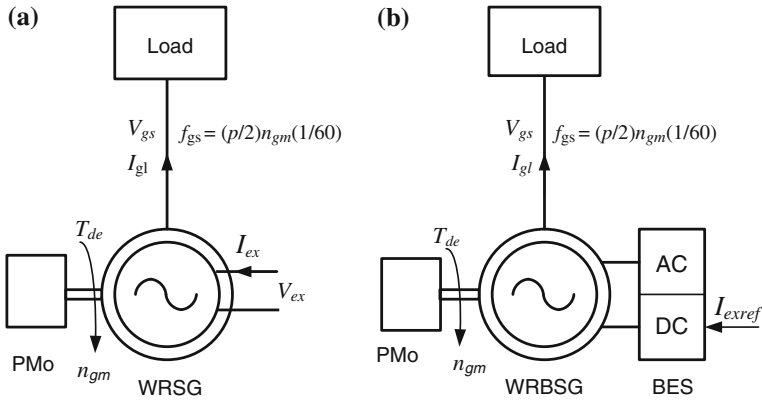 (a)
Load
V_gs f_gs = (p/2)n_gm(1/60)
I_gl
T_de
I_ex
V_ex
PMo
n_gm
WRSG
(b)
Load
V_gs f_gs = (p/2)n_gm(1/60)
I_gl
T_de
AC
DC
I_exref
PMo
n_gm
WRBSG
BES